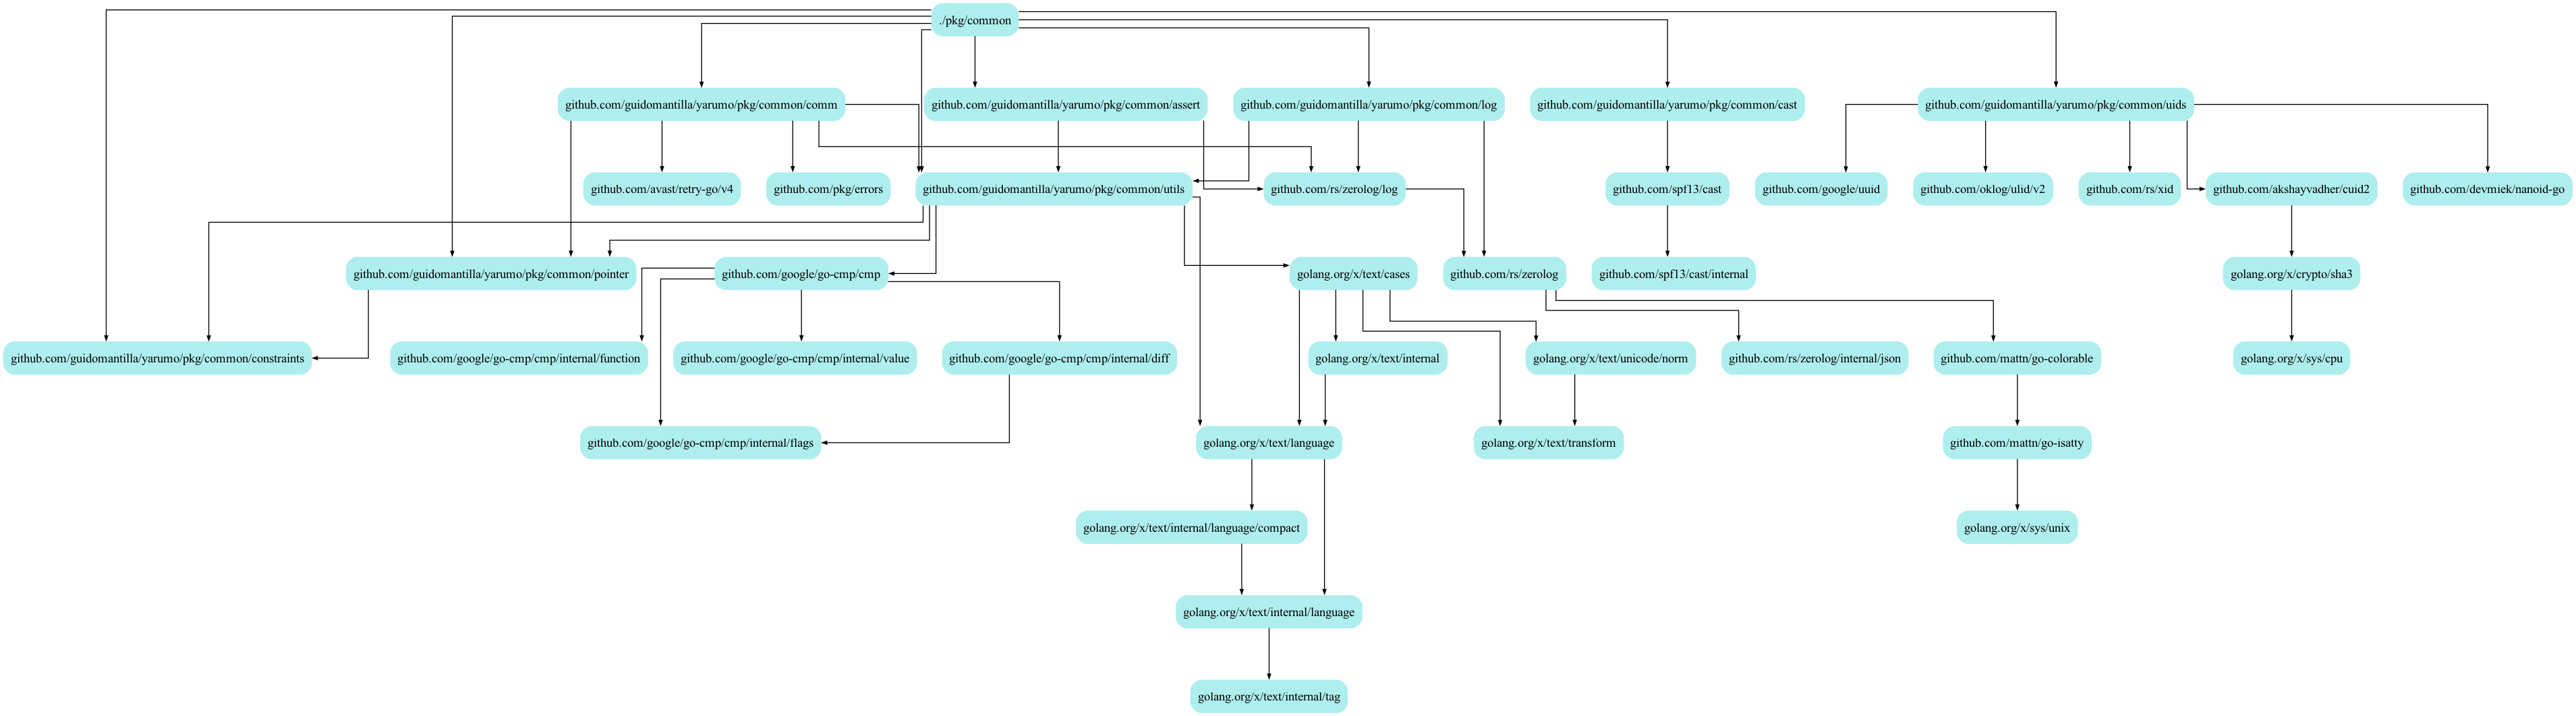 ./pkg/common
github.com/guidomantilla/yarumo/pkg/common/comm
github.com/guidomantilla/yarumo/pkg/common/assert
github.com/guidomantilla/yarumo/pkg/common/log
github.com/guidomantilla/yarumo/pkg/common/cast
github.com/guidomantilla/yarumo/pkg/common/uids
github.com/avast/retry-go/v4
github.com/pkg/errors
github.com/guidomantilla/yarumo/pkg/common/utils
github.com/rs/zerolog/log
github.com/spf13/cast
github.com/google/uuid
github.com/oklog/ulid/v2
github.com/rs/xid
github.com/akshayvadher/cuid2
github.com/devmiek/nanoid-go
github.com/guidomantilla/yarumo/pkg/common/pointer
github.com/google/go-cmp/cmp
golang.org/x/text/cases
github.com/rs/zerolog
github.com/spf13/cast/internal
golang.org/x/crypto/sha3
github.com/guidomantilla/yarumo/pkg/common/constraints
github.com/google/go-cmp/cmp/internal/function
github.com/google/go-cmp/cmp/internal/value
github.com/google/go-cmp/cmp/internal/diff
golang.org/x/text/internal
golang.org/x/text/unicode/norm
github.com/rs/zerolog/internal/json
github.com/mattn/go-colorable
golang.org/x/sys/cpu
github.com/google/go-cmp/cmp/internal/flags
golang.org/x/text/language
golang.org/x/text/transform
github.com/mattn/go-isatty
golang.org/x/text/internal/language/compact
golang.org/x/sys/unix
golang.org/x/text/internal/language
golang.org/x/text/internal/tag